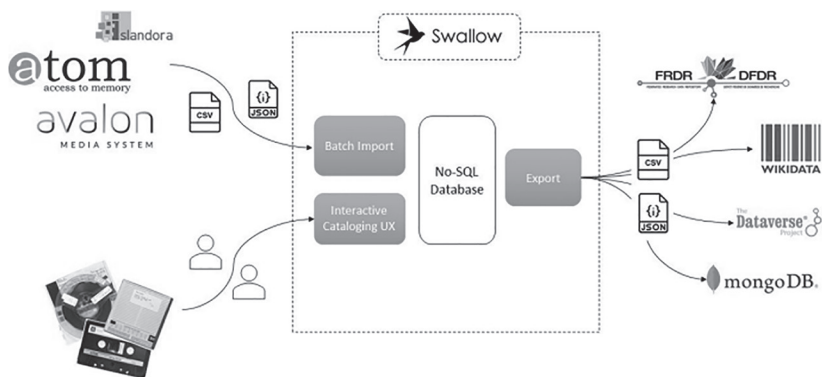 Islandora
atom
access to memory
avalon
MEDIA SYSTEM
CSV
{i}
JSON
Swallow
Batch Import
Interactive
Cataloging UX
No-SQL
Database
Export
CSV
{i}
JSON
FRDR
DFDR
WIKIDATA
The
Dataverse®
Project
mongoDB®